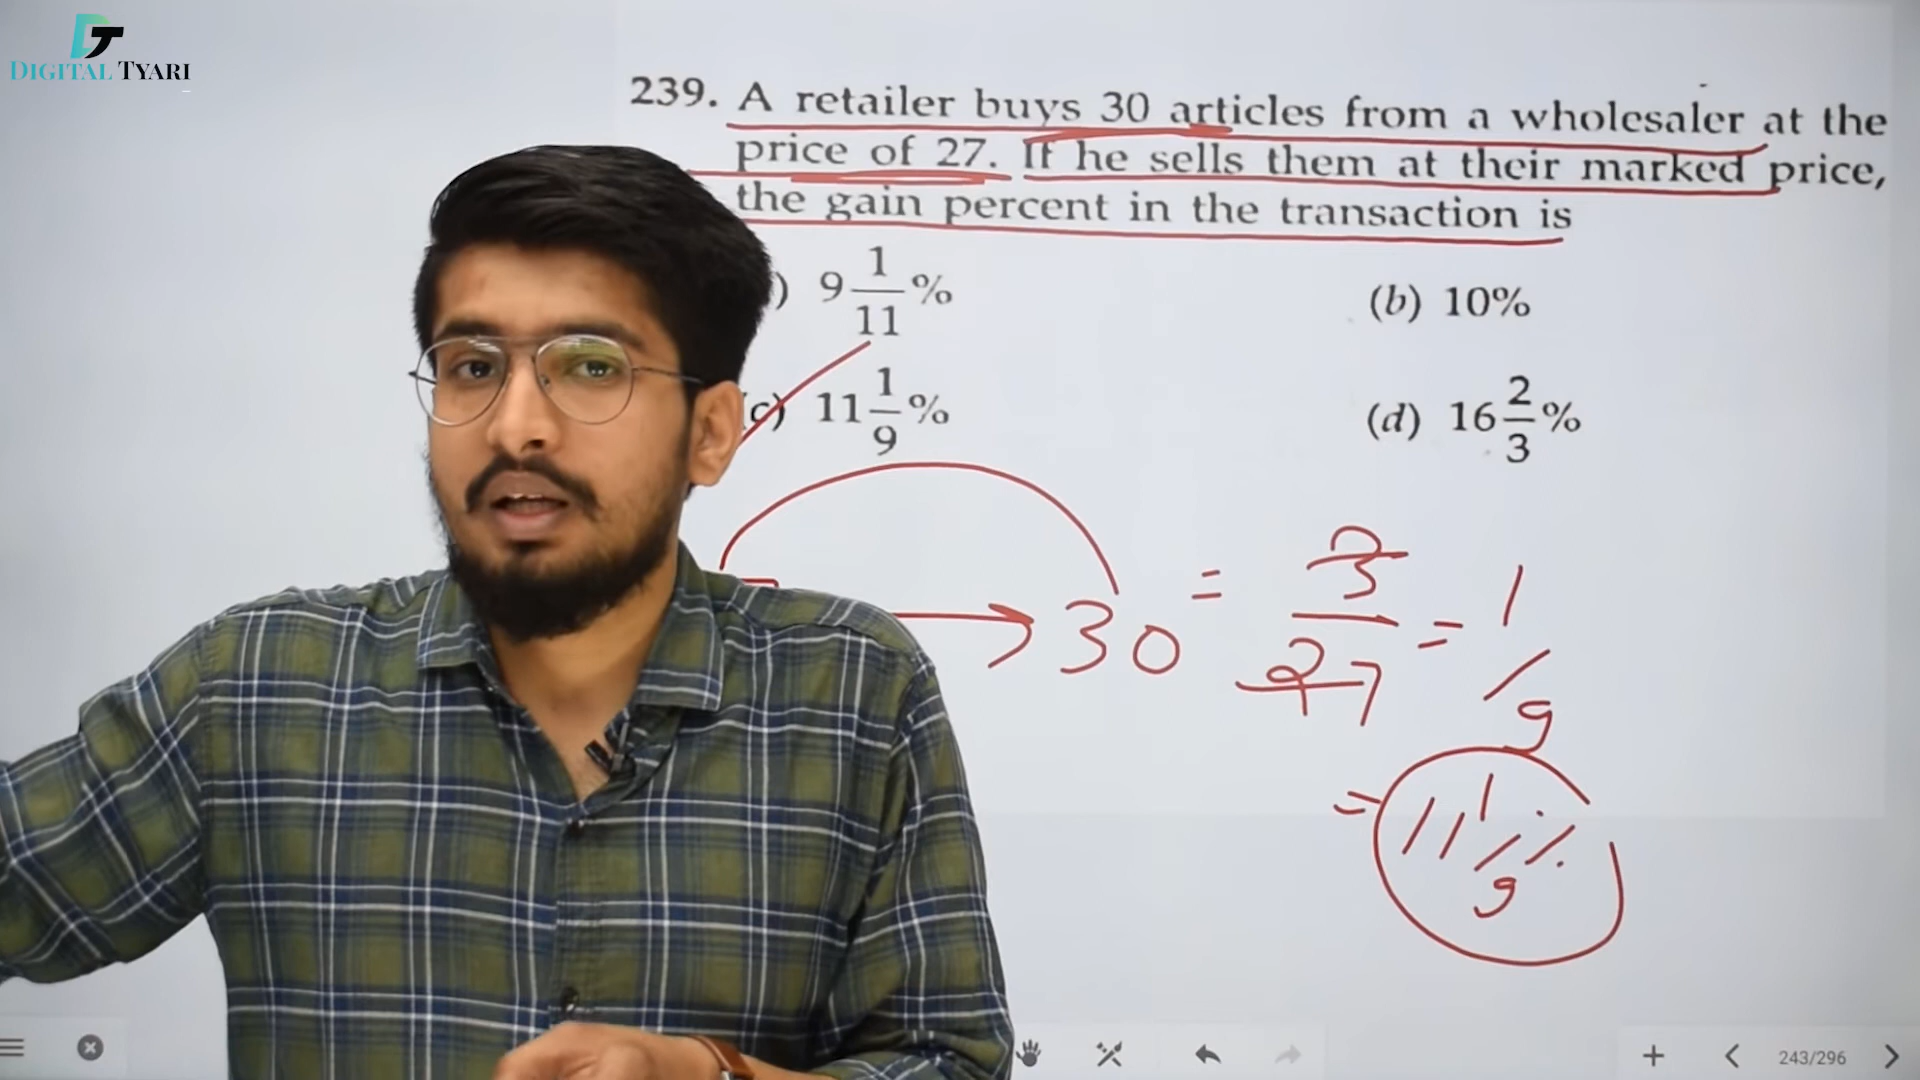 DIGITAL TYARI
239. A retailer buys 30 articles from a wholesaler at the
price of 27. If he sells them at their marked price,
the gain percent in the transaction is
) 9 1/11 % (b) 10%
(c) 11 1/9 % (d) 16 2/3 %
30 = 3/27 = 1/9
= 11 1/9 %
243/296